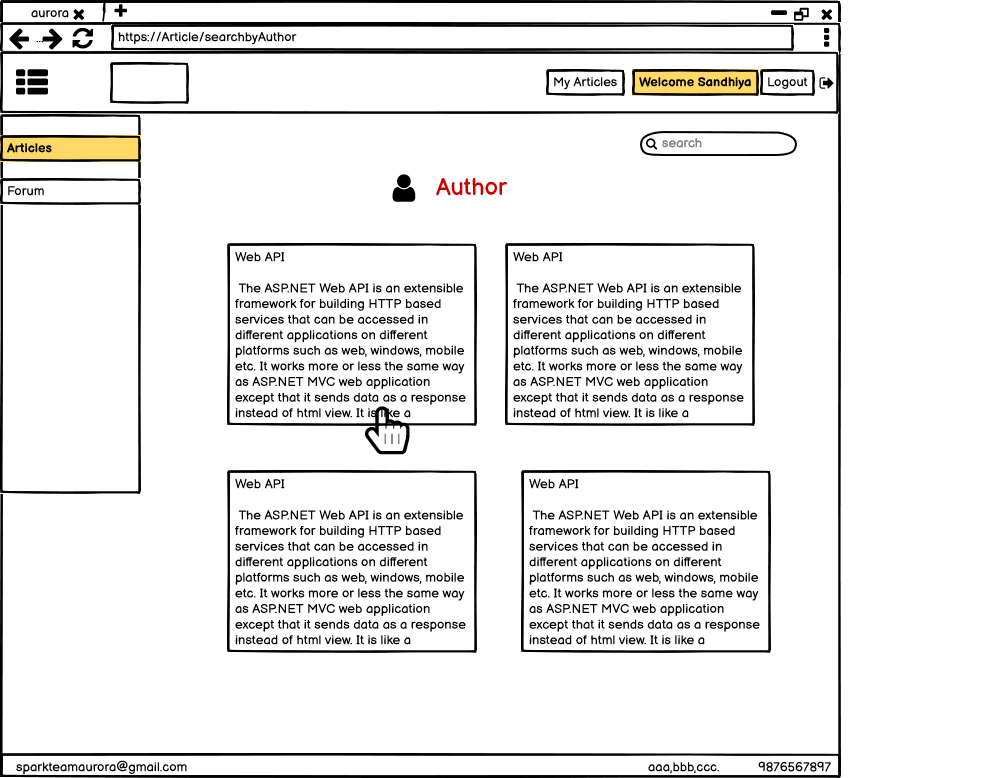 aurora
https://Article/searchbyAuthor
My Articles
Welcome Sandhiya
Logout
Articles
Forum
search
Author
Web API
The ASP.NET Web API is an extensible
framework for building HTTP based
services that can be accessed in
different applications on different
platforms such as web, windows, mobile
etc. It works more or less the same way
as ASP.NET MVC web application
except that it sends data as a response
instead of html view. It is like a
Web API
The ASP.NET Web API is an extensible
framework for building HTTP based
services that can be accessed in
different applications on different
platforms such as web, windows, mobile
etc. It works more or less the same way
as ASP.NET MVC web application
except that it sends data as a response
instead of html view. It is like a
Web API
The ASP.NET Web API is an extensible
framework for building HTTP based
services that can be accessed in
different applications on different
platforms such as web, windows, mobile
etc. It works more or less the same way
as ASP.NET MVC web application
except that it sends data as a response
instead of html view. It is like a
Web API
The ASP.NET Web API is an extensible
framework for building HTTP based
services that can be accessed in
different applications on different
platforms such as web, windows, mobile
etc. It works more or less the same way
as ASP.NET MVC web application
except that it sends data as a response
instead of html view. It is like a
sparkteamaurora@gmail.com
aaa,bbb,ccc.
9876567897